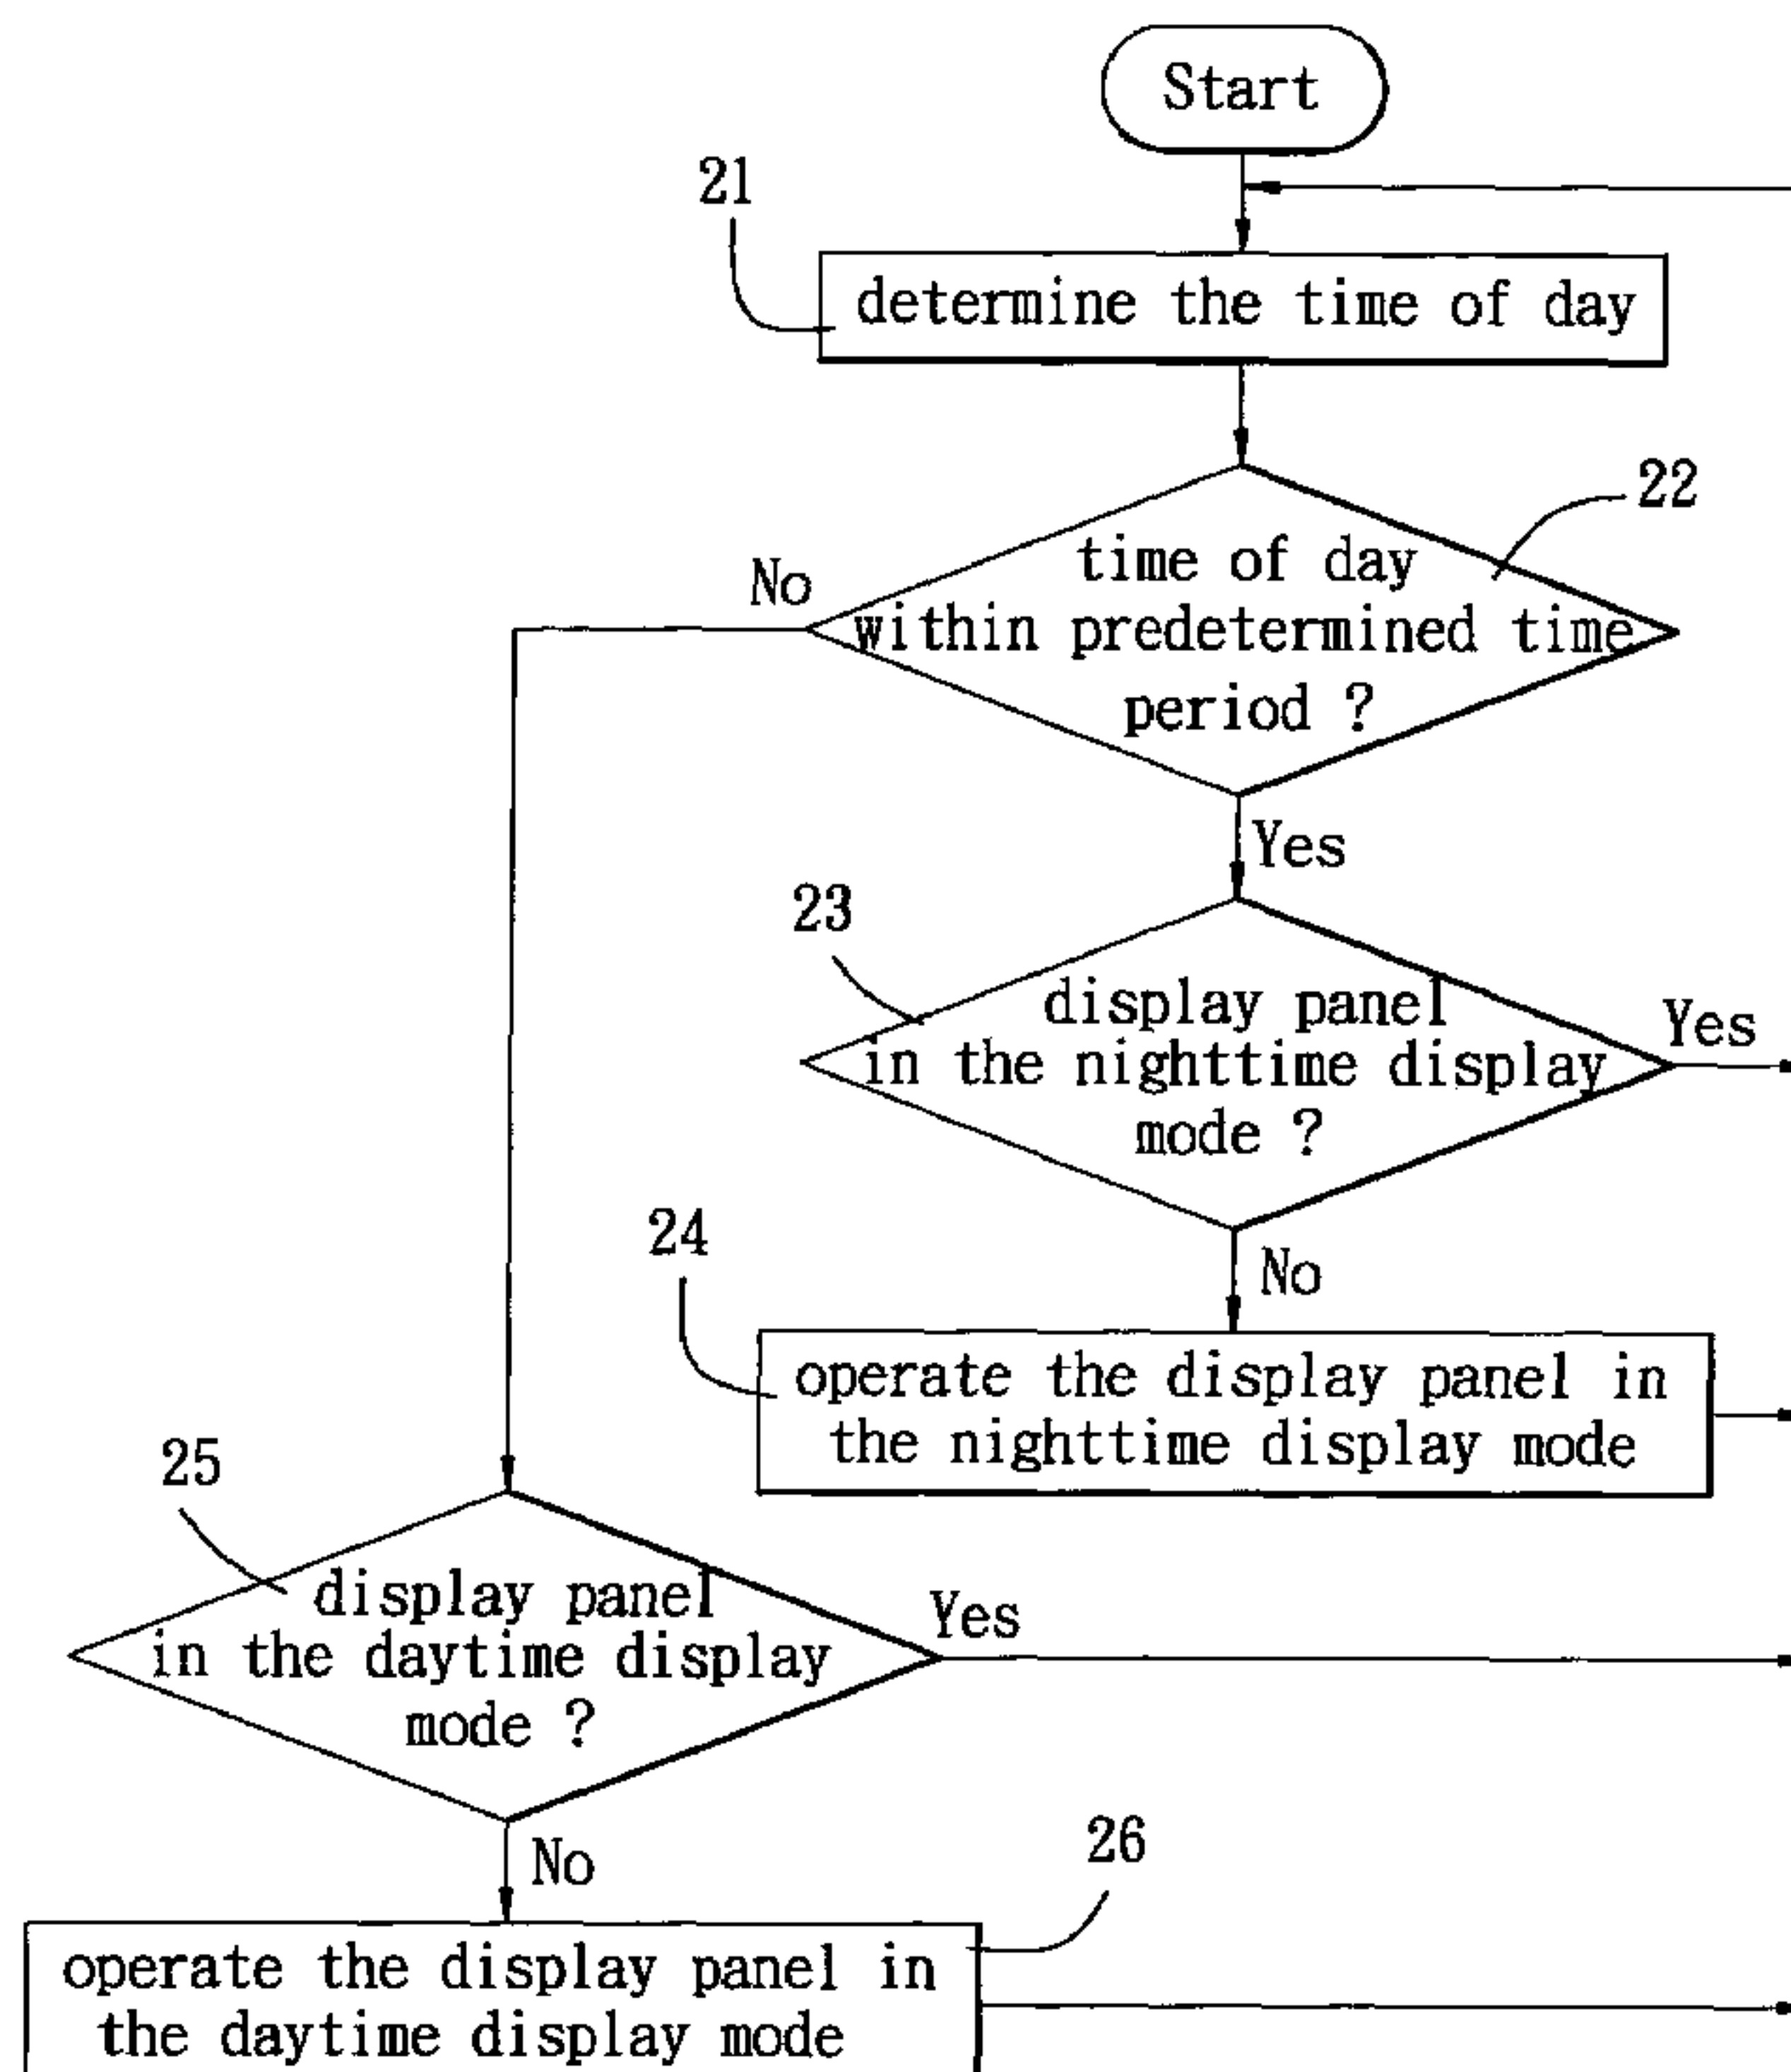 Start
21
determine the time of day
22
time of day
within predetermined time
period ?
No
Yes
23
display panel
in the nighttime display
mode ?
Yes
No
24
operate the display panel in
the nighttime display mode
25
display panel
in the daytime display
mode ?
Yes
No
26
operate the display panel in
the daytime display mode